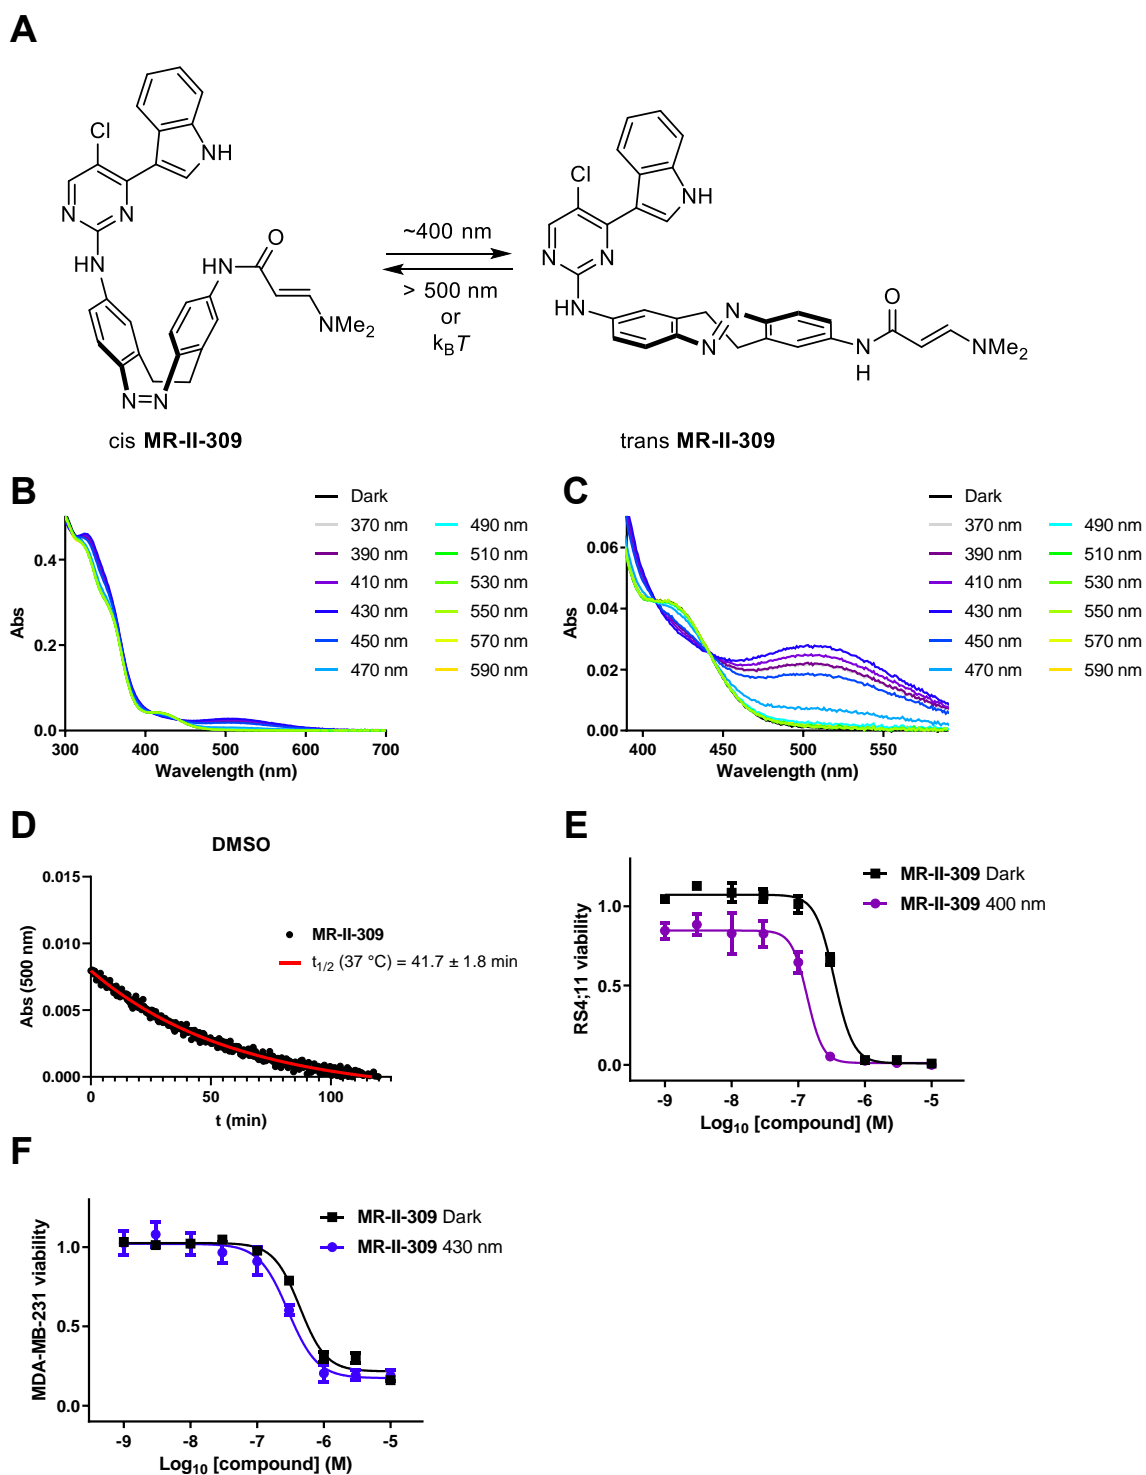 A
Cl
NH
N
N
HN
HN
O
NMe2
N=N
cis MR-II-309
~400 nm
> 500 nm
or
kBT
Cl
NH
N
N
NH
N
N
O
N
H
NMe2
trans MR-II-309
B
Dark
370 nm
390 nm
410 nm
430 nm
450 nm
470 nm
490 nm
510 nm
530 nm
550 nm
570 nm
590 nm
Abs
0.4
0.2
0.0
300 400 500 600 700
Wavelength (nm)
C
Dark
370 nm
390 nm
410 nm
430 nm
450 nm
470 nm
490 nm
510 nm
530 nm
550 nm
570 nm
590 nm
Abs
0.06
0.04
0.02
0.00
400 450 500 550
Wavelength (nm)
D
DMSO
Abs (500 nm)
0.015
0.010
0.005
0.000
MR-II-309
t1/2 (37 °C) = 41.7 ± 1.8 min
0 50 100
t (min)
E
MR-II-309 Dark
MR-II-309 400 nm
RS4;11 viability
1.0
0.5
0.0
-9 -8 -7 -6 -5
Log10 [compound] (M)
F
MR-II-309 Dark
MR-II-309 430 nm
MDA-MB-231 viability
1.0
0.5
0.0
-9 -8 -7 -6 -5
Log10 [compound] (M)